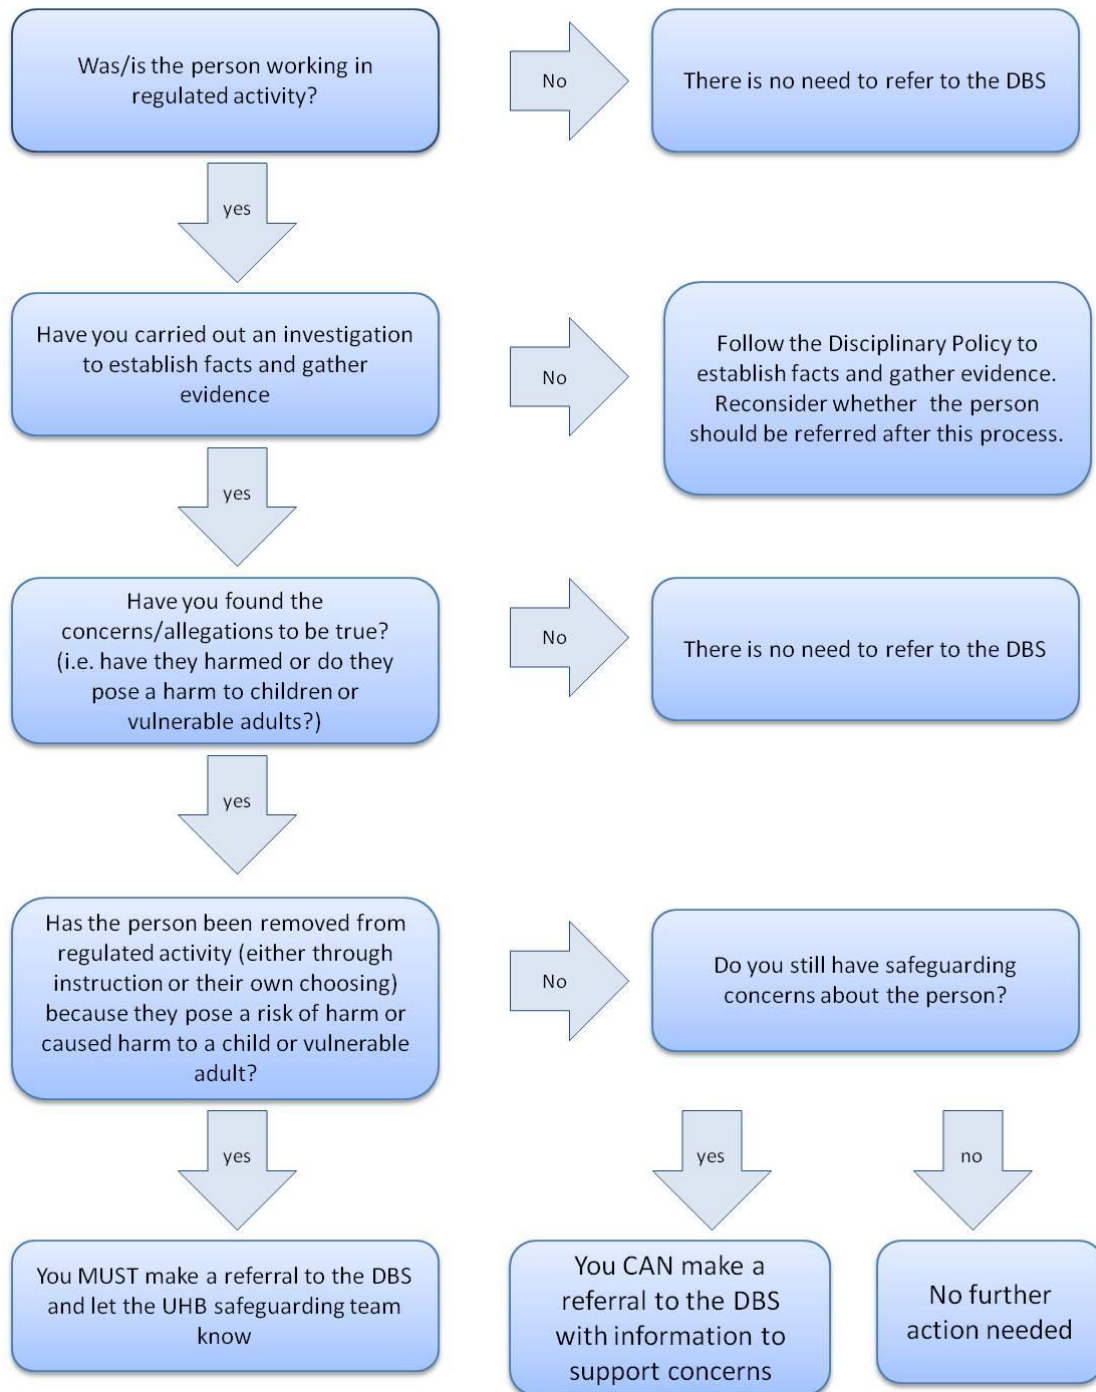 Was/is the person working in
regulated activity?
No
There is no need to refer to the DBS
yes
Have you carried out an investigation
to establish facts and gather
evidence
No
Follow the Disciplinary Policy to
establish facts and gather evidence.
Reconsider whether the person
should be referred after this process.
yes
Have you found the
concerns/allegations to be true?
(i.e. have they harmed or do they
pose a harm to children or
vulnerable adults?)
No
There is no need to refer to the DBS
yes
Has the person been removed from
regulated activity (either through
instruction or their own choosing)
because they pose a risk of harm or
caused harm to a child or vulnerable
adult?
No
Do you still have safeguarding
concerns about the person?
yes
yes
no
You MUST make a referral to the DBS
and let the UHB safeguarding team
know
You CAN make a
referral to the DBS
with information to
support concerns
No further
action needed